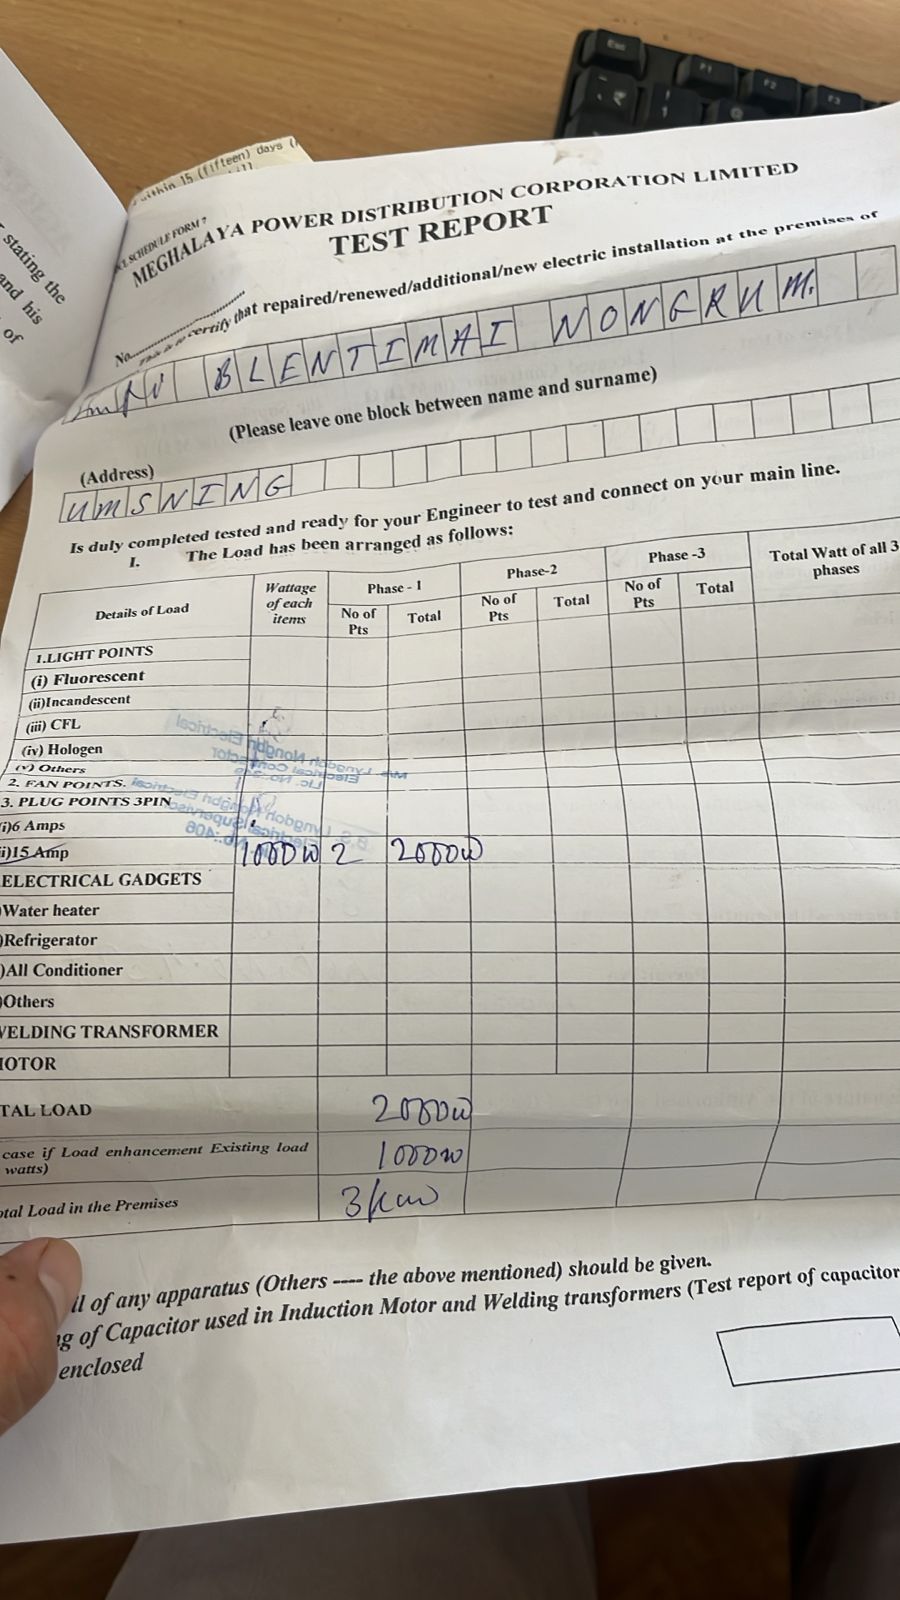 stating the
and his
of
within 15 (fifteen) days
SCHEDULE FORM 7
MEGHALAYA POWER DISTRIBUTION CORPORATION LIMITED
TEST REPORT
No
This is to certify that repaired/renewed/additional/new electric installation at the premises of
BLENTIMAI NONGRUM.
(Please leave one block between name and surname)
(Address)
UMSNING
Is duly completed tested and ready for your Engineer to test and connect on your main line.
I. The Load has been arranged as follows:
Details of Load Wattage of each items Phase - 1 Phase-2 Phase -3 Total Watt of all 3 phases
No of Pts Total No of Pts Total No of Pts Total
1.LIGHT POINTS
(i) Fluorescent
(ii)Incandescent
(iii) CFL
(iv) Hologen
(v) Others
2. FAN POINTS.
3. PLUG POINTS 3PIN
i)6 Amps
ii)15 Amp 1000W 2 2000W
ELECTRICAL GADGETS
)Water heater
)Refrigerator
)All Conditioner
)Others
WELDING TRANSFORMER
MOTOR
TAL LOAD 2000W
case if Load enhancement Existing load 1000W
watts)
otal Load in the Premises 3kw
ll of any apparatus (Others ---- the above mentioned) should be given.
ng of Capacitor used in Induction Motor and Welding transformers (Test report of capacitor
enclosed
Esc
F1
F2
F3